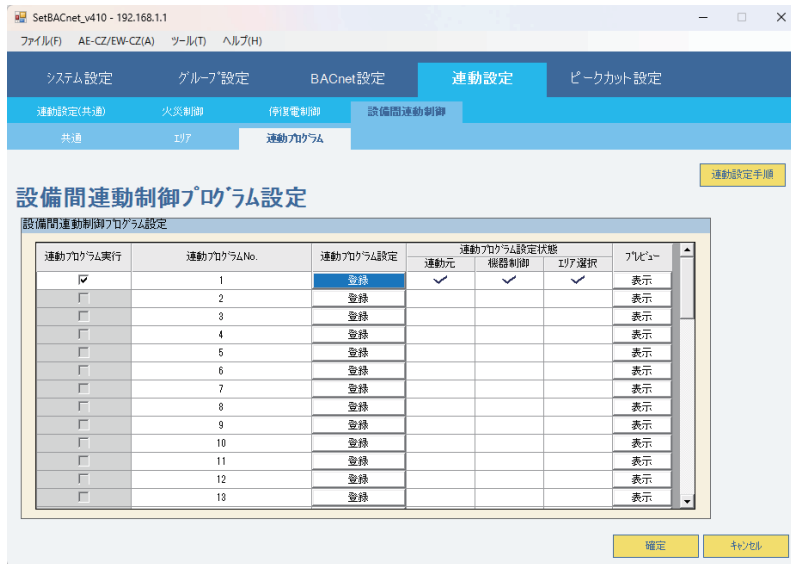 SetBACnet_v410 - 192.168.1.1
ファイル(F) AE-CZ/EW-CZ(A) ツール(T) ヘルプ(H)
システム設定 グループ設定 BACnet設定 連動設定 ピークカット設定
連動設定(共通) 火災制御 停復電制御 設備間連動制御
共通 エリア 連動プログラム
連動設定手順
設備間連動制御プログラム設定
設備間連動制御プログラム設定
連動プログラム実行 連動プログラムNo. 連動プログラム設定 連動プログラム設定状態 プレビュー
連動元 機器制御 エリア選択
1 登録 表示
2 登録 表示
3 登録 表示
4 登録 表示
5 登録 表示
6 登録 表示
7 登録 表示
8 登録 表示
9 登録 表示
10 登録 表示
11 登録 表示
12 登録 表示
13 登録 表示
確定 キャンセル